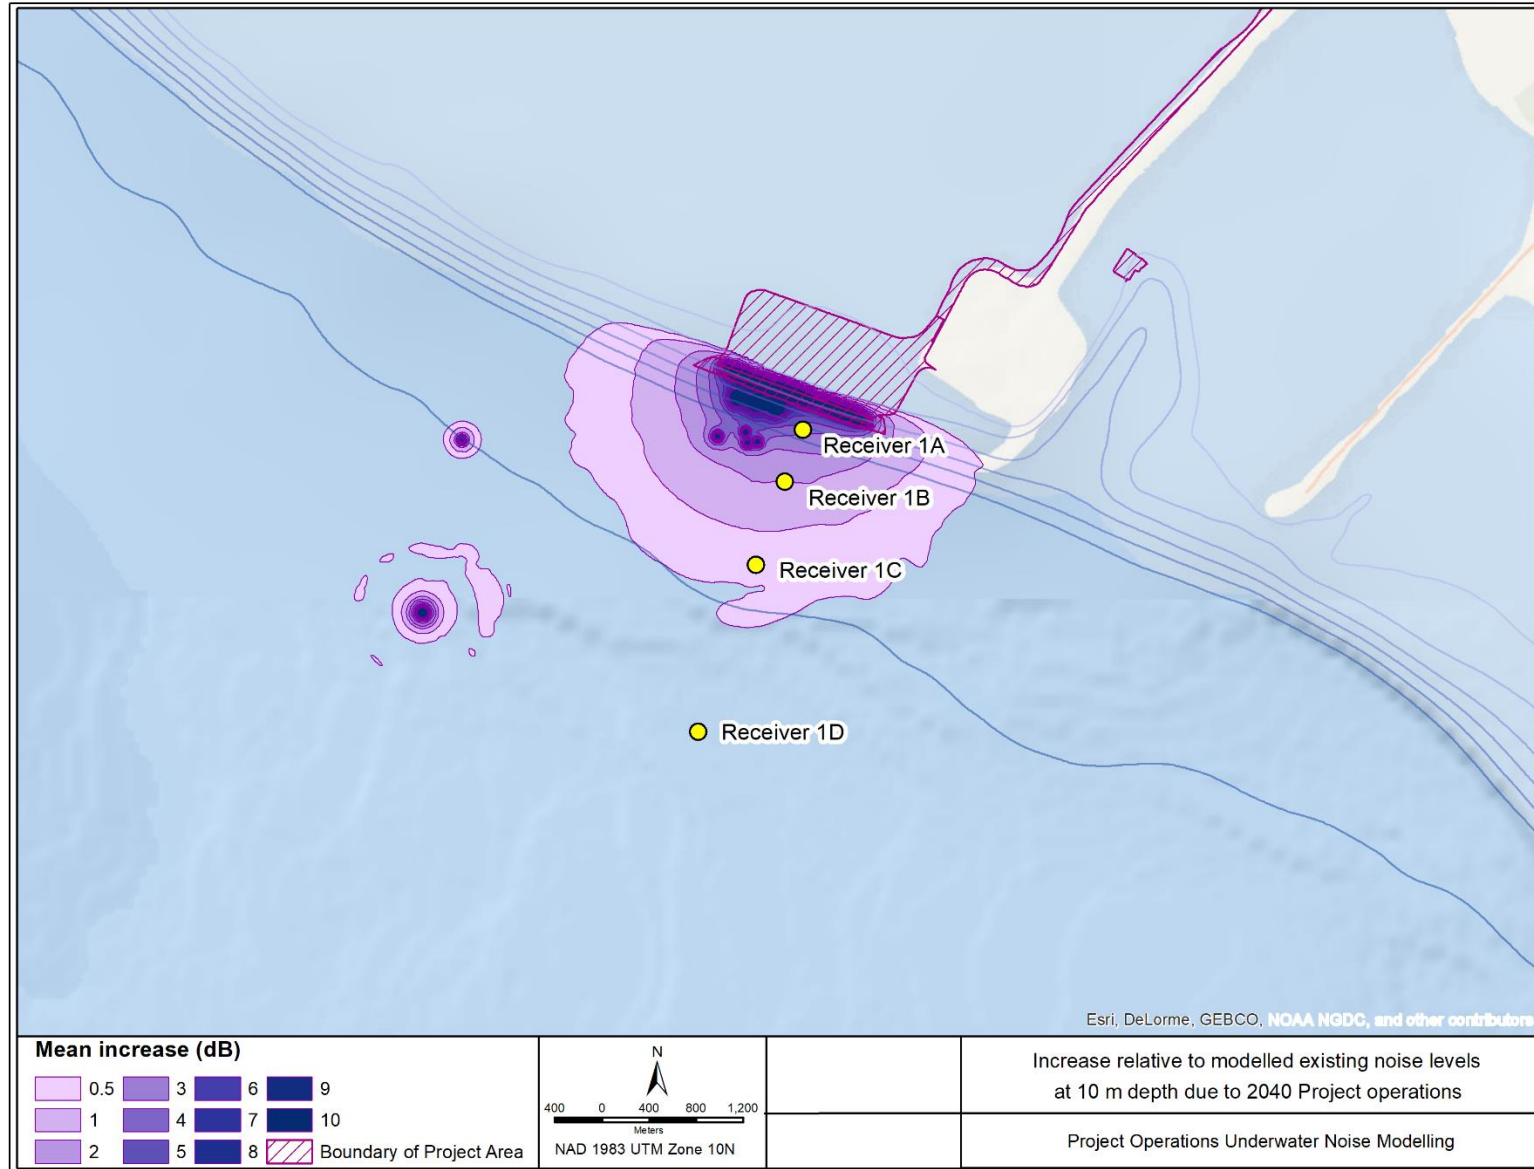 Receiver 1A
Receiver 1B
Receiver 1C
Receiver 1D
Esri, DeLorme, GEBCO, NOAA NGDC, and other contributors
Mean increase (dB)
0.5 3 6 9
1 4 7 10
2 5 8 Boundary of Project Area
N
400 0 400 800 1,200
Meters
NAD 1983 UTM Zone 10N
Increase relative to modelled existing noise levels
at 10 m depth due to 2040 Project operations
Project Operations Underwater Noise Modelling